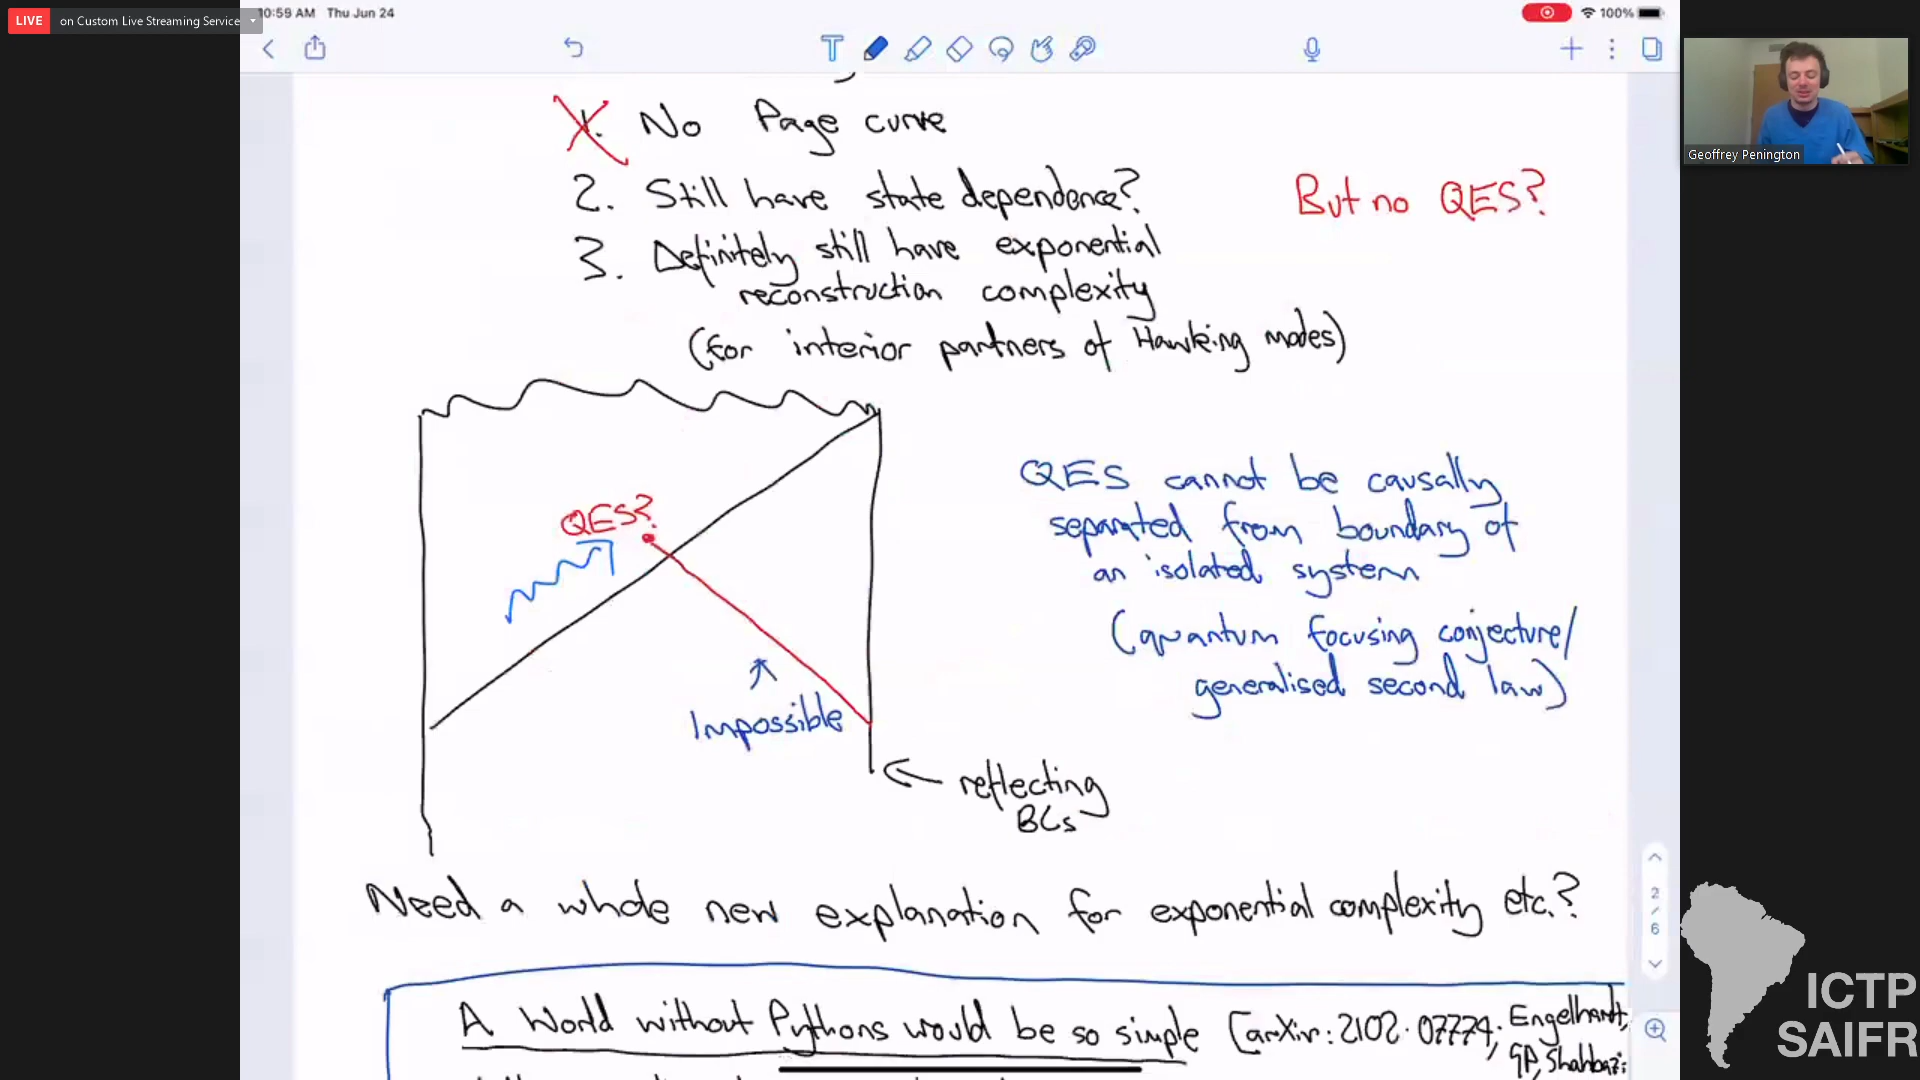 LIVE on Custom Live Streaming Service
10:59 AM Thu Jun 24
100%
Geoffrey Penington
1. No Page curve
2. Still have state dependence?
But no QES?
3. Definitely still have exponential
reconstruction complexity
(for interior partners of Hawking modes)
QES?
QES cannot be causally
separated from boundary of
an isolated system
(quantum focusing conjecture/
generalised second law)
Impossible
reflecting
BCs
Need a whole new explanation for exponential complexity etc.?
2
/
6
A World without Pythons would be so simple (arXiv: 2102.07774; Engelhardt,
GP, Shahbazi
ICTP
SAIFR